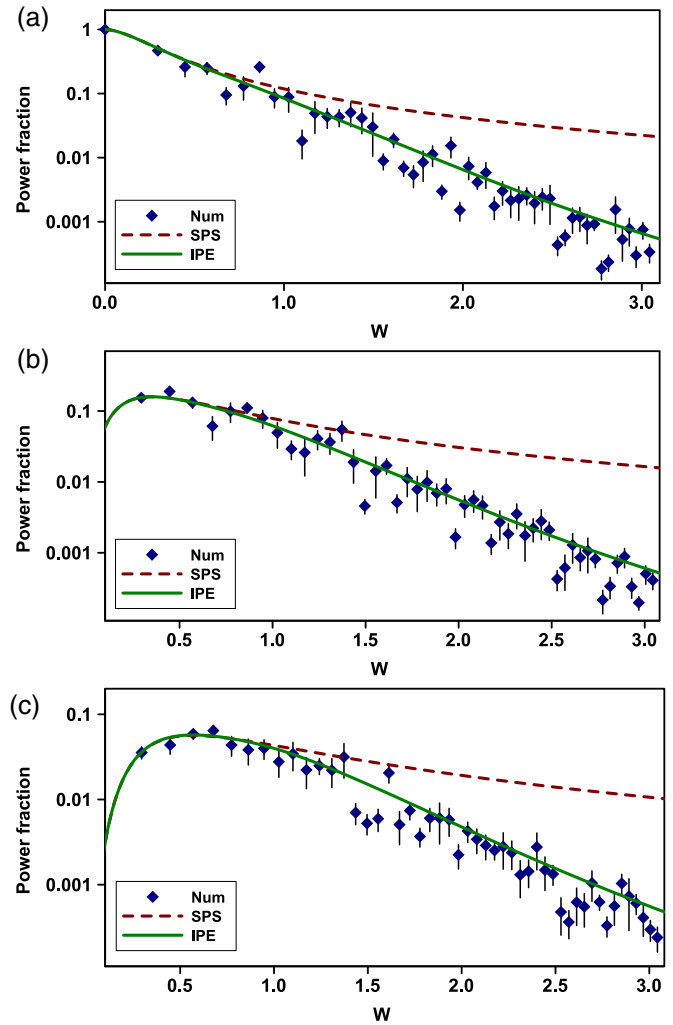 (a)
1
0.1
0.01
0.001
Power fraction
Num
SPS
IPE
0.0 1.0 2.0 3.0
W
(b)
0.1
0.01
0.001
Power fraction
Num
SPS
IPE
0.5 1.0 1.5 2.0 2.5 3.0
W
(c)
0.1
0.01
0.001
Power fraction
Num
SPS
IPE
0.5 1.0 1.5 2.0 2.5 3.0
W